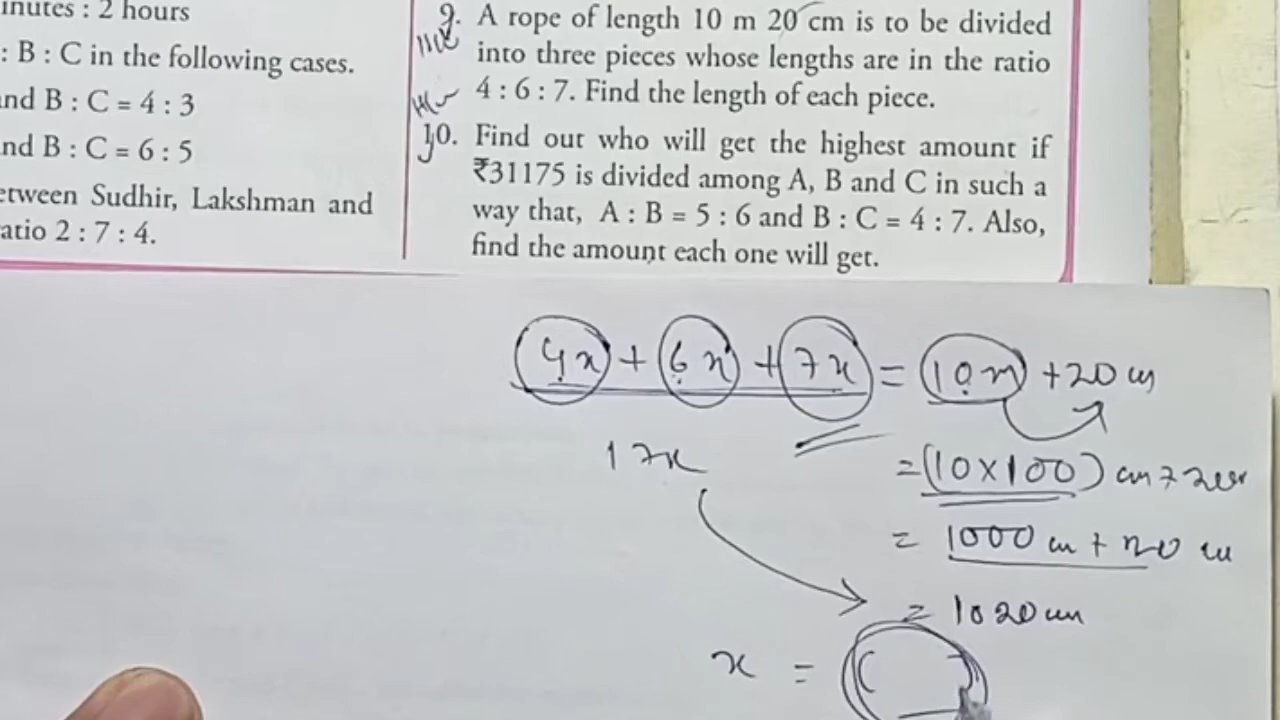 inutes : 2 hours
: B : C in the following cases.
nd B : C = 4 : 3
nd B : C = 6 : 5
etween Sudhir, Lakshman and
atio 2 : 7 : 4.
9. A rope of length 10 m 20 cm is to be divided
into three pieces whose lengths are in the ratio
4 : 6 : 7. Find the length of each piece.
10. Find out who will get the highest amount if
₹31175 is divided among A, B and C in such a
way that, A : B = 5 : 6 and B : C = 4 : 7. Also,
find the amount each one will get.
4x + 6x + 7x = 10m + 20 cm
17x
= (10 × 100) cm + 20cm
= 1000 cm + 20 cm
= 1020 cm
x = ( )